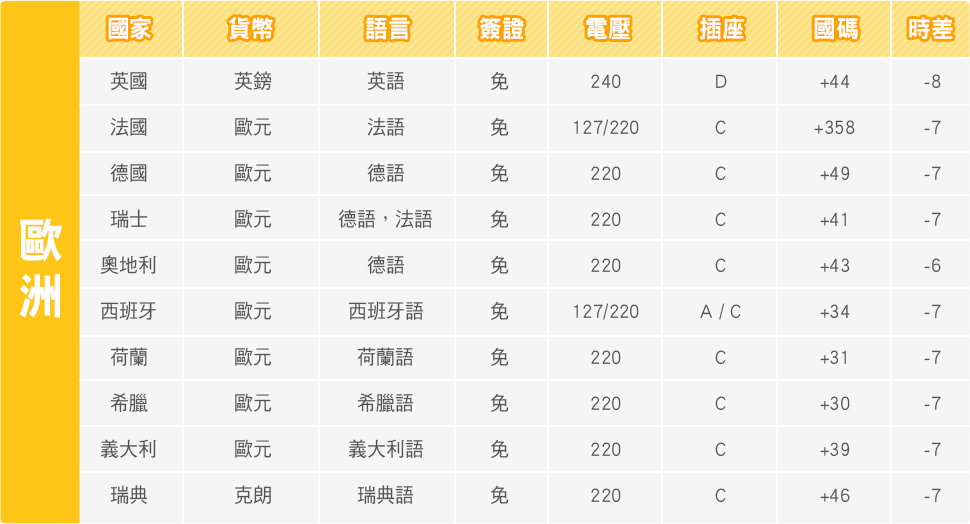 歐洲
國家 貨幣 語言 簽證 電壓 插座 國碼 時差
英國 英鎊 英語 免 240 D +44 -8
法國 歐元 法語 免 127/220 C +358 -7
德國 歐元 德語 免 220 C +49 -7
瑞士 歐元 德語，法語 免 220 C +41 -7
奧地利 歐元 德語 免 220 C +43 -6
西班牙 歐元 西班牙語 免 127/220 A / C +34 -7
荷蘭 歐元 荷蘭語 免 220 C +31 -7
希臘 歐元 希臘語 免 220 C +30 -7
義大利 歐元 義大利語 免 220 C +39 -7
瑞典 克朗 瑞典語 免 220 C +46 -7